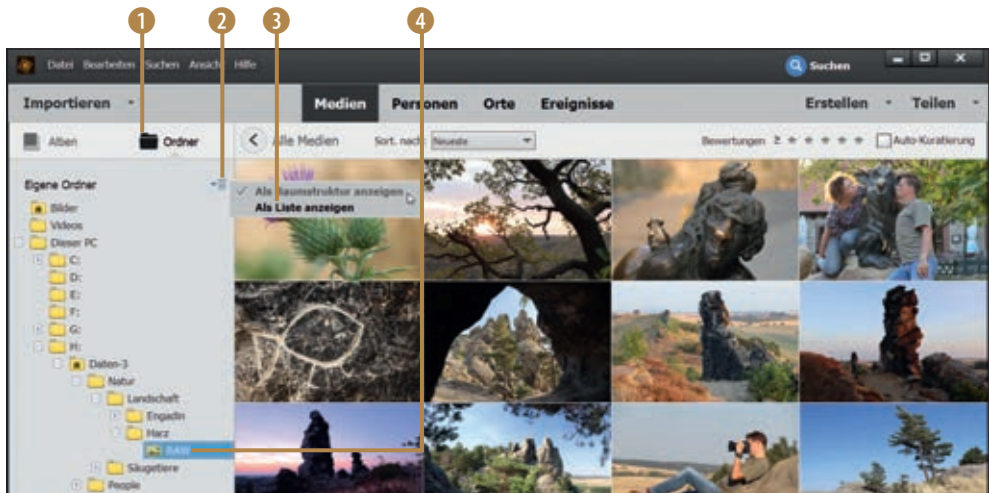 1 2 3 4
Datei Bearbeiten Suchen Ansicht Hilfe
Suchen
Importieren Medien Personen Orte Ereignisse Erstellen Teilen
Alben Ordner Alle Medien Sort. nach: Neueste Bewertungen ≥ Auto-Kuratierung
Eigene Ordner
Als Baumstruktur anzeigen
Als Liste anzeigen
Bilder
Videos
Dieser PC
C:
D:
E:
F:
G:
H:
Daten-3
Natur
Landschaft
Engadin
Harz
RAW
Säugetiere
People